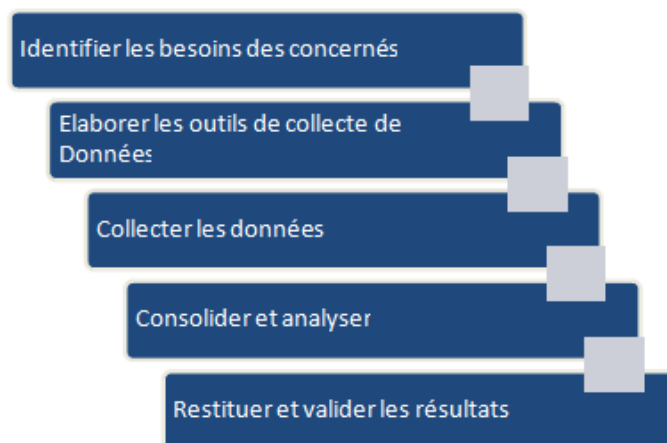 Identifier les besoins des concernés
Elaborer les outils de collecte de
Données
Collecter les données
Consolider et analyser
Restituer et valider les résultats